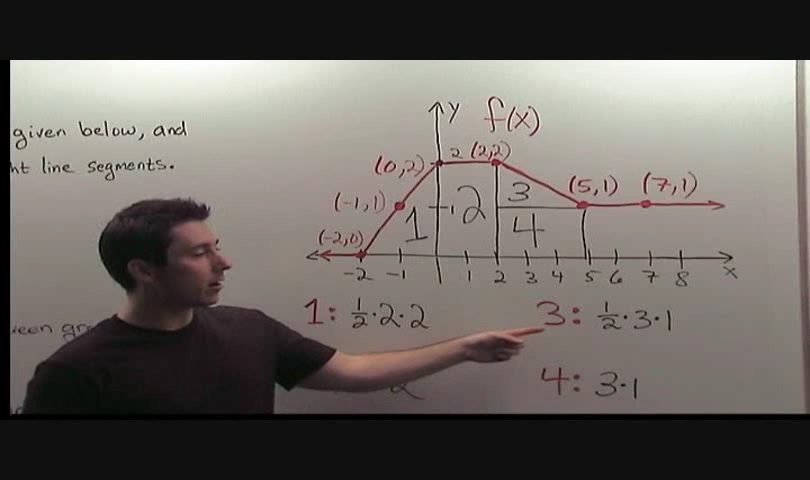 given below, and
ht line segments.
y f(x)
(0,2) 2 (2,2)
(-1,1) 1 2 3 (5,1) (7,1)
(-2,0) 1 4
-2 -1 1 2 3 4 5 6 7 8 x
1: 1/2·2·2 3: 1/2·3·1
2 4: 3·1